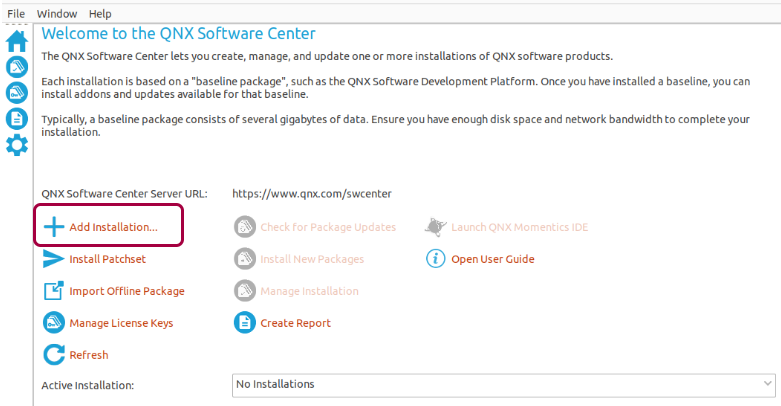 File Window Help
Welcome to the QNX Software Center
The QNX Software Center lets you create, manage, and update one or more installations of QNX software products.
Each installation is based on a "baseline package", such as the QNX Software Development Platform. Once you have installed a baseline, you can
install addons and updates available for that baseline.
Typically, a baseline package consists of several gigabytes of data. Ensure you have enough disk space and network bandwidth to complete your
installation.
QNX Software Center Server URL: https://www.qnx.com/swcenter
Add Installation... Check for Package Updates Launch QNX Momentics IDE
Install Patchset Install New Packages Open User Guide
Import Offline Package Manage Installation
Manage License Keys Create Report
Refresh
Active Installation: No Installations